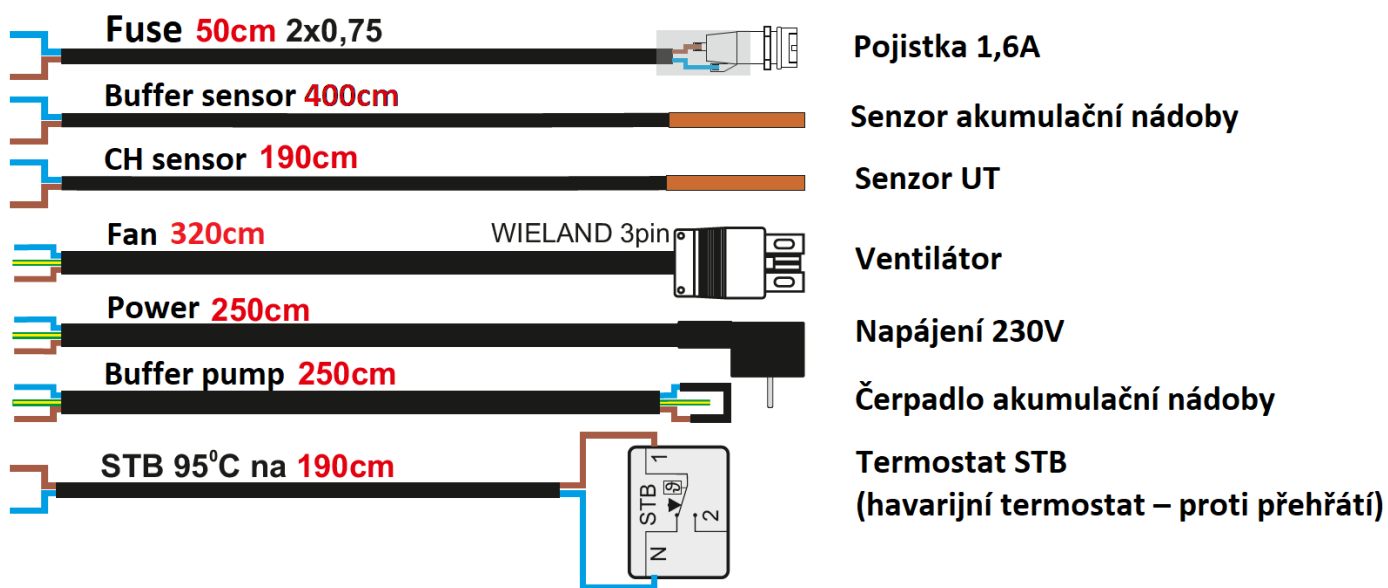 Fuse 50cm 2x0,75
Pojistka 1,6A
Buffer sensor 400cm
Senzor akumulační nádoby
CH sensor 190cm
Senzor UT
Fan 320cm
WIELAND 3pin
Ventilátor
Power 250cm
Napájení 230V
Buffer pump 250cm
Čerpadlo akumulační nádoby
STB 95⁰C na 190cm
1
STB
ϑ
2
N
Termostat STB
(havarijní termostat – proti přehřátí)